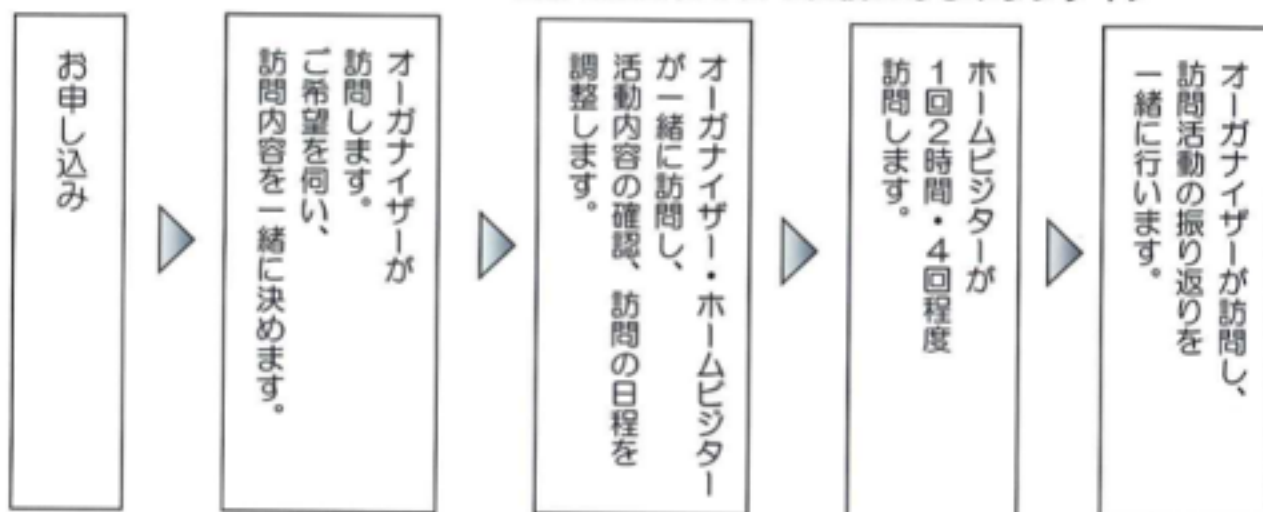 お申し込み
オーガナイザーが
訪問します。
ご希望を伺い、
訪問内容を一緒に決めます。
オーガナイザー・ホームビジター
が一緒に訪問し、
活動内容の確認、訪問の日程を
調整します。
ホームビジターが
1回2時間・4回程度
訪問します。
オーガナイザーが訪問し、
訪問活動の振り返りを
一緒に行います。